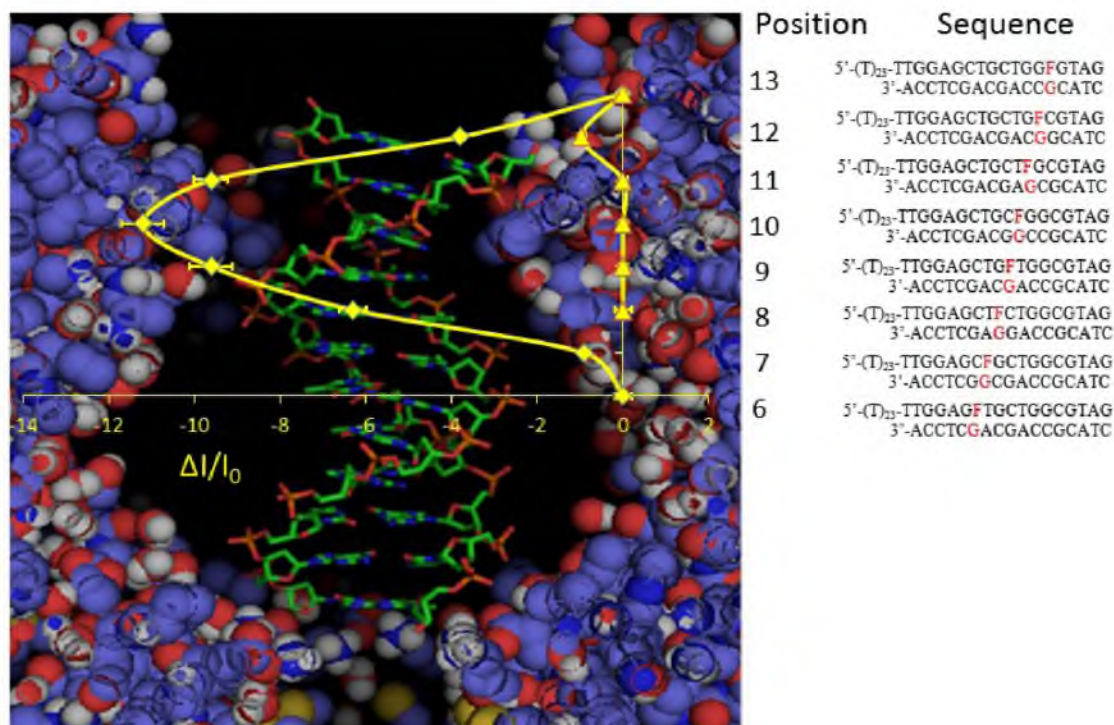 Position Sequence
13 5'-(T)23-TTGGAGCTGCTGGFGTAG
3'-ACCTCGACGACCGCATC
12 5'-(T)23-TTGGAGCTGCTGFCGTAG
3'-ACCTCGACGACGGCATC
11 5'-(T)23-TTGGAGCTGCTFGCGTAG
3'-ACCTCGACGAGCGCATC
10 5'-(T)23-TTGGAGCTGCFGGCGTAG
3'-ACCTCGACGGCCGCATC
9 5'-(T)23-TTGGAGCTGFTGGCGTAG
3'-ACCTCGACGACCGCATC
8 5'-(T)23-TTGGAGCTFCTGGCGTAG
3'-ACCTCGAGGACCGCATC
7 5'-(T)23-TTGGAGCFGCTGGCGTAG
3'-ACCTCGGCGACCGCATC
6 5'-(T)23-TTGGAGFTGCTGGCGTAG
3'-ACCTCGACGACCGCATC
-14 -12 -10 -8 -6 -4 -2 0 2
ΔI/I0